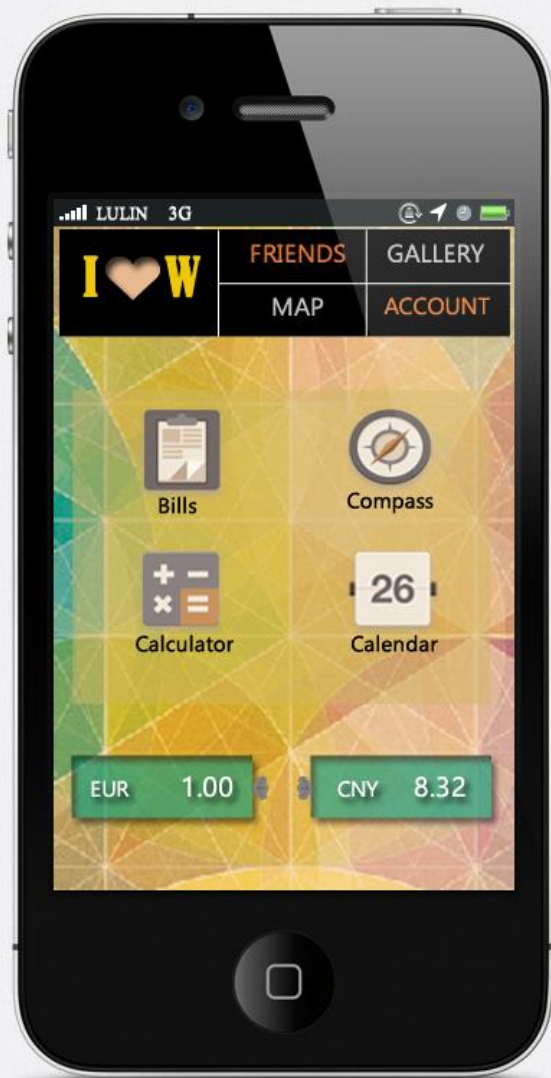 LULIN 3G
I W
FRIENDS GALLERY
MAP ACCOUNT
Bills
Compass
26
Calculator
Calendar
EUR 1.00
CNY 8.32